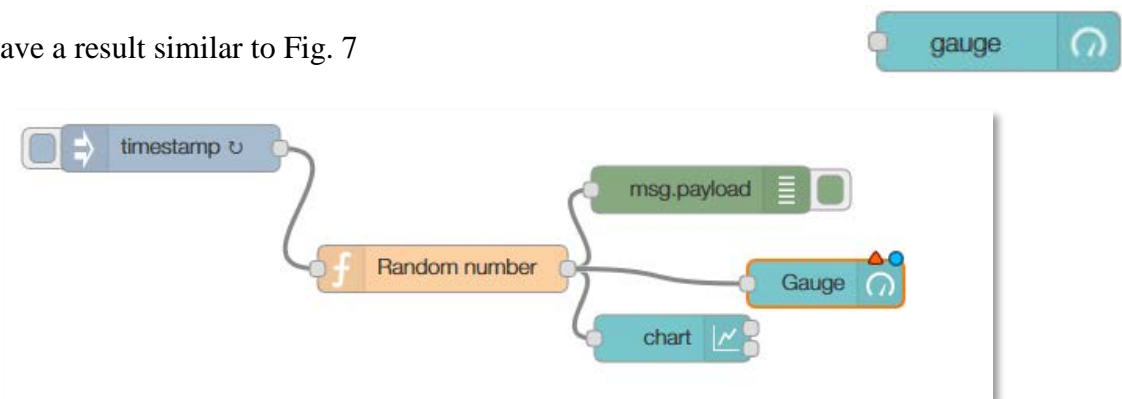 ave a result similar to Fig. 7
gauge
timestamp ↻
msg.payload
Random number
Gauge
chart